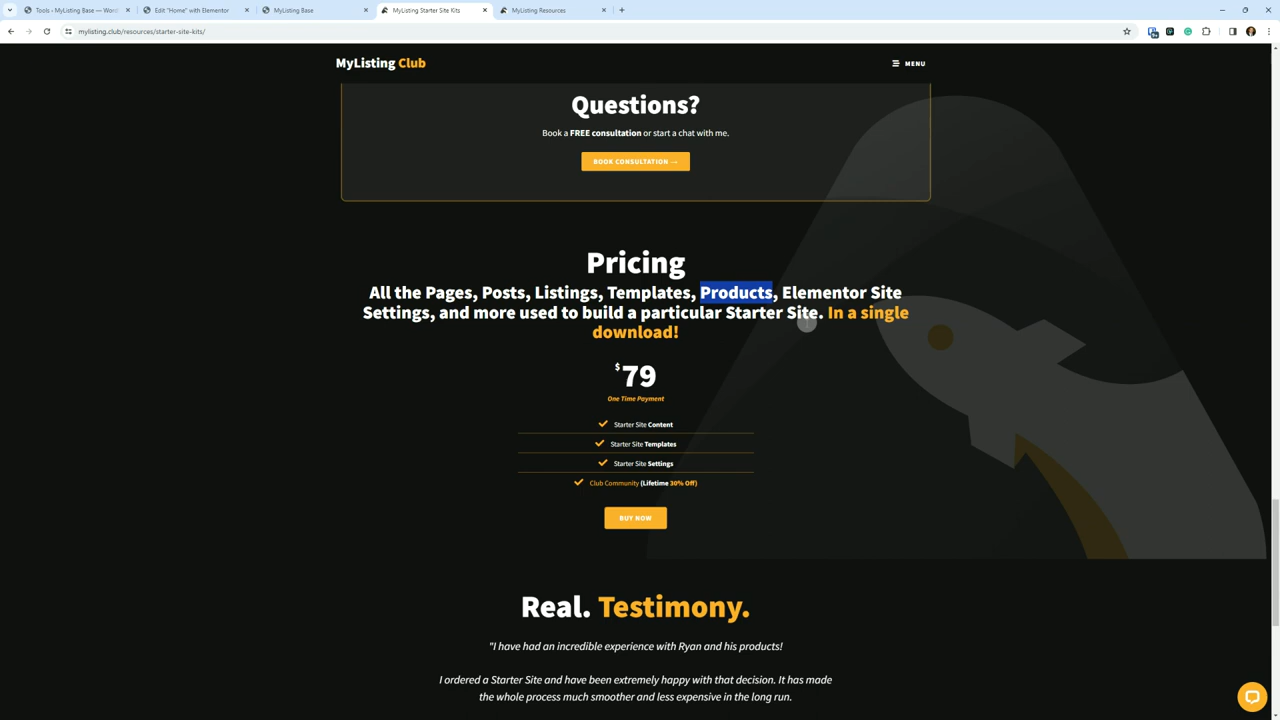 Tools ‹ MyListing Base — Word
Edit "Home" with Elementor
MyListing Base
MyListing Starter Site Kits
MyListing Resources
mylisting.club/resources/starter-site-kits/
MyListing Club
MENU
Questions?
Book a FREE consultation or start a chat with me.
BOOK CONSULTATION →
Pricing
All the Pages, Posts, Listings, Templates, Products, Elementor Site
Settings, and more used to build a particular Starter Site. In a single
download!
$79
One Time Payment
Starter Site Content
Starter Site Templates
Starter Site Settings
Club Community (Lifetime 30% Off)
BUY NOW
Real. Testimony.
"I have had an incredible experience with Ryan and his products!
I ordered a Starter Site and have been extremely happy with that decision. It has made
the whole process much smoother and less expensive in the long run.